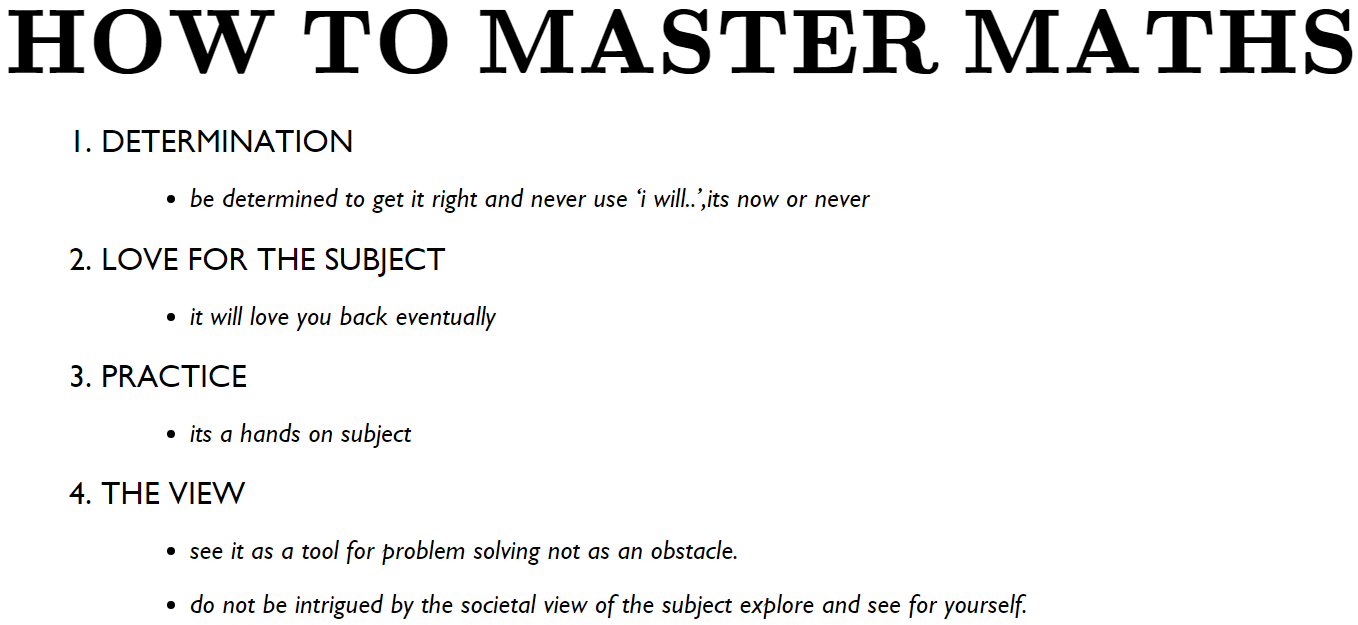 HOW TO MASTER MATHS
1. DETERMINATION
• be determined to get it right and never use ‘i will..’,its now or never
2. LOVE FOR THE SUBJECT
• it will love you back eventually
3. PRACTICE
• its a hands on subject
4. THE VIEW
• see it as a tool for problem solving not as an obstacle.
• do not be intrigued by the societal view of the subject explore and see for yourself.